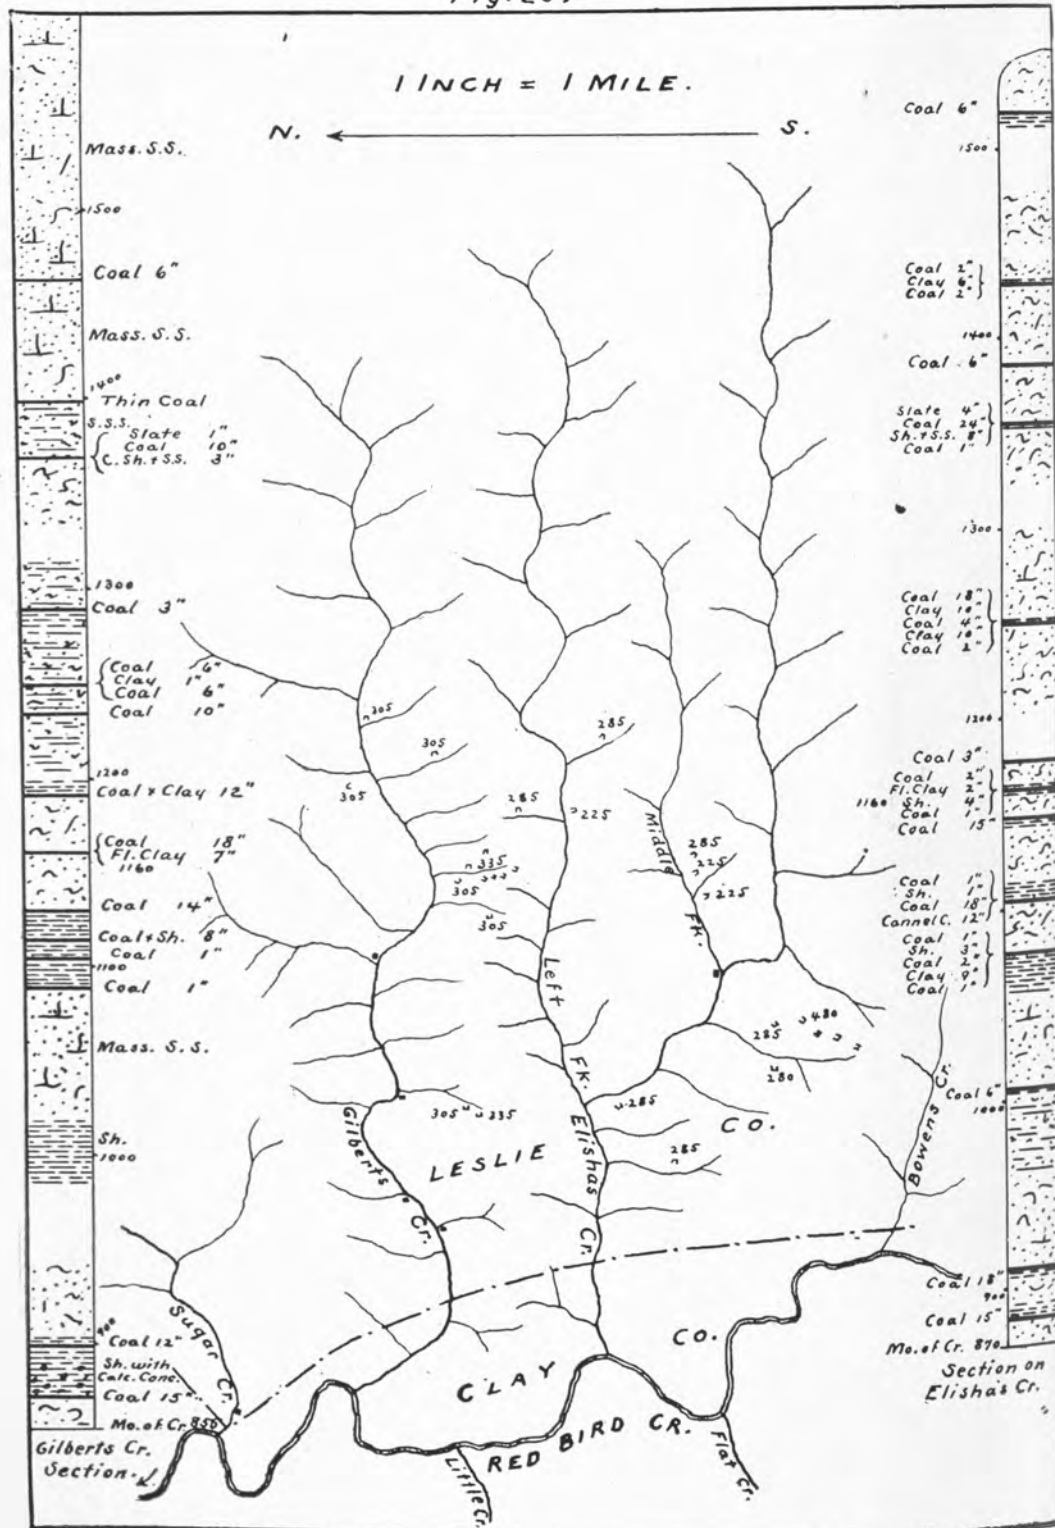 1 INCH = 1 MILE.
N. S.
Mass. S.S.
1500
Coal 6"
Mass. S.S.
1400
Thin Coal
S.S.S.
Slate 1"
Coal 10"
C. Sh. + S.S. 3"
1300
Coal 3"
Coal 6"
Clay 1"
Coal 6"
Coal 10"
1200
Coal & Clay 12"
Coal 18"
Fl. Clay 7"
1160
Coal 14"
Coal + Sh. 8"
Coal 1"
1100
Coal 1"
Mass. S.S.
Sh.
1000
900
Coal 12"
Sh. with
Calc. Conc.
Coal 15"
Mo. of Cr. 856
Gilberts Cr.
Section.
305
305
305
285
285
225
335
305
305
Middle
FK.
285
225
225
Left
FK.
Elishas
Cr.
285
480
280
285
285
305 335
Gilberts
Cr.
LESLIE
CO.
Bowens Cr.
Sugar Cr.
CLAY
CO.
RED BIRD CR.
Little Cr.
Flat Cr.
Coal 6"
1500
Coal 2"
Clay 6"
Coal 2"
1400
Coal 6"
Slate 4"
Coal 24"
Sh. + S.S. 8"
Coal 1"
1300
Coal 18"
Clay 10"
Coal 4"
Clay 10"
Coal 2"
1200
Coal 3"
Coal 2"
Fl. Clay 2"
1160 Sh. 4"
Coal 1"
Coal 15"
Coal 1"
Sh. 1"
Coal 18"
Cannel C. 12"
Coal 1"
Sh. 3"
Coal 2"
Clay 9"
Coal 1"
Coal 6"
1000
Coal 18"
900
Coal 15"
Mo. of Cr. 870
Section on
Elisha's Cr.